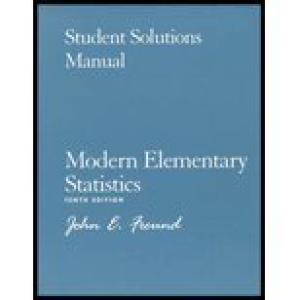 Student Solutions
Manual
Modern Elementary
Statistics
TENTH EDITION
John E. Freund